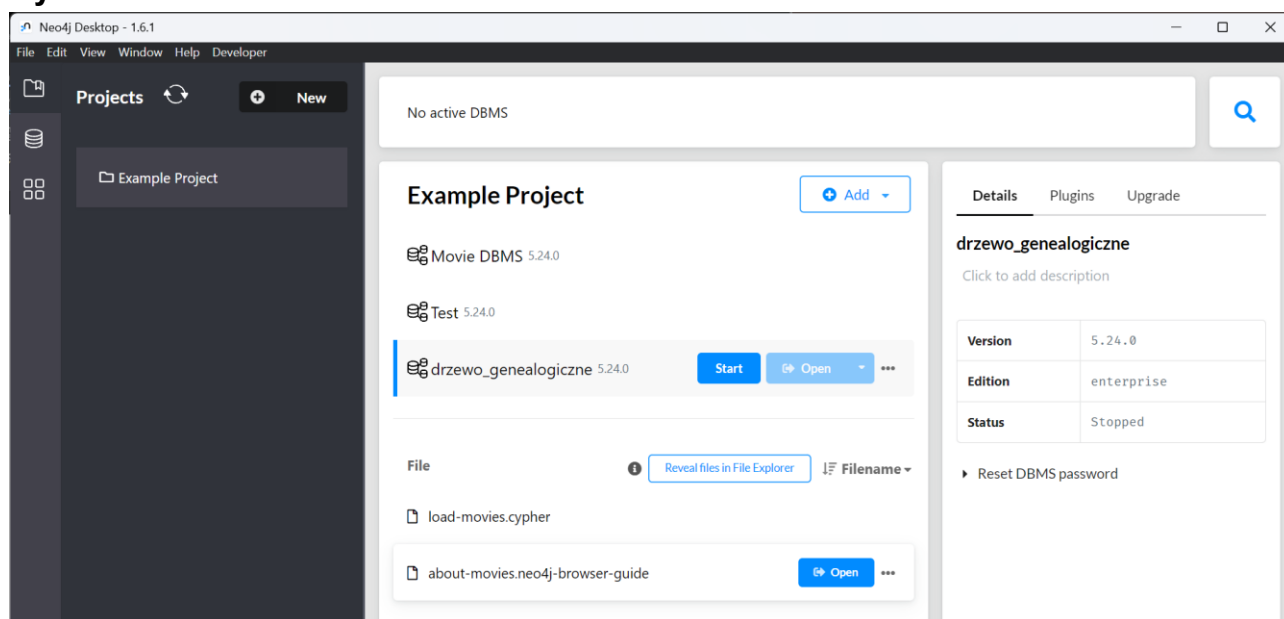 Neo4j Desktop - 1.6.1
File Edit View Window Help Developer
Projects
New
Example Project
No active DBMS
Example Project
Add
Movie DBMS 5.24.0
Test 5.24.0
drzewo_genealogiczne 5.24.0
Start
Open
File
Reveal files in File Explorer
Filename
load-movies.cypher
about-movies.neo4j-browser-guide
Open
Details Plugins Upgrade
drzewo_genealogiczne
Click to add description
Version 5.24.0
Edition enterprise
Status Stopped
Reset DBMS password